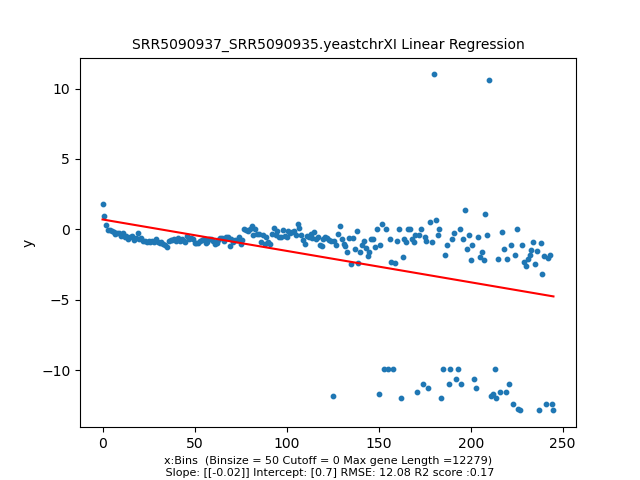 SRR5090937_SRR5090935.yeastchrXI Linear Regression
10
5
0
−5
−10
y
0
50
100
150
200
250
x:Bins (Binsize = 50 Cutoff = 0 Max gene Length =12279)
Slope: [[-0.02]] Intercept: [0.7] RMSE: 12.08 R2 score :0.17